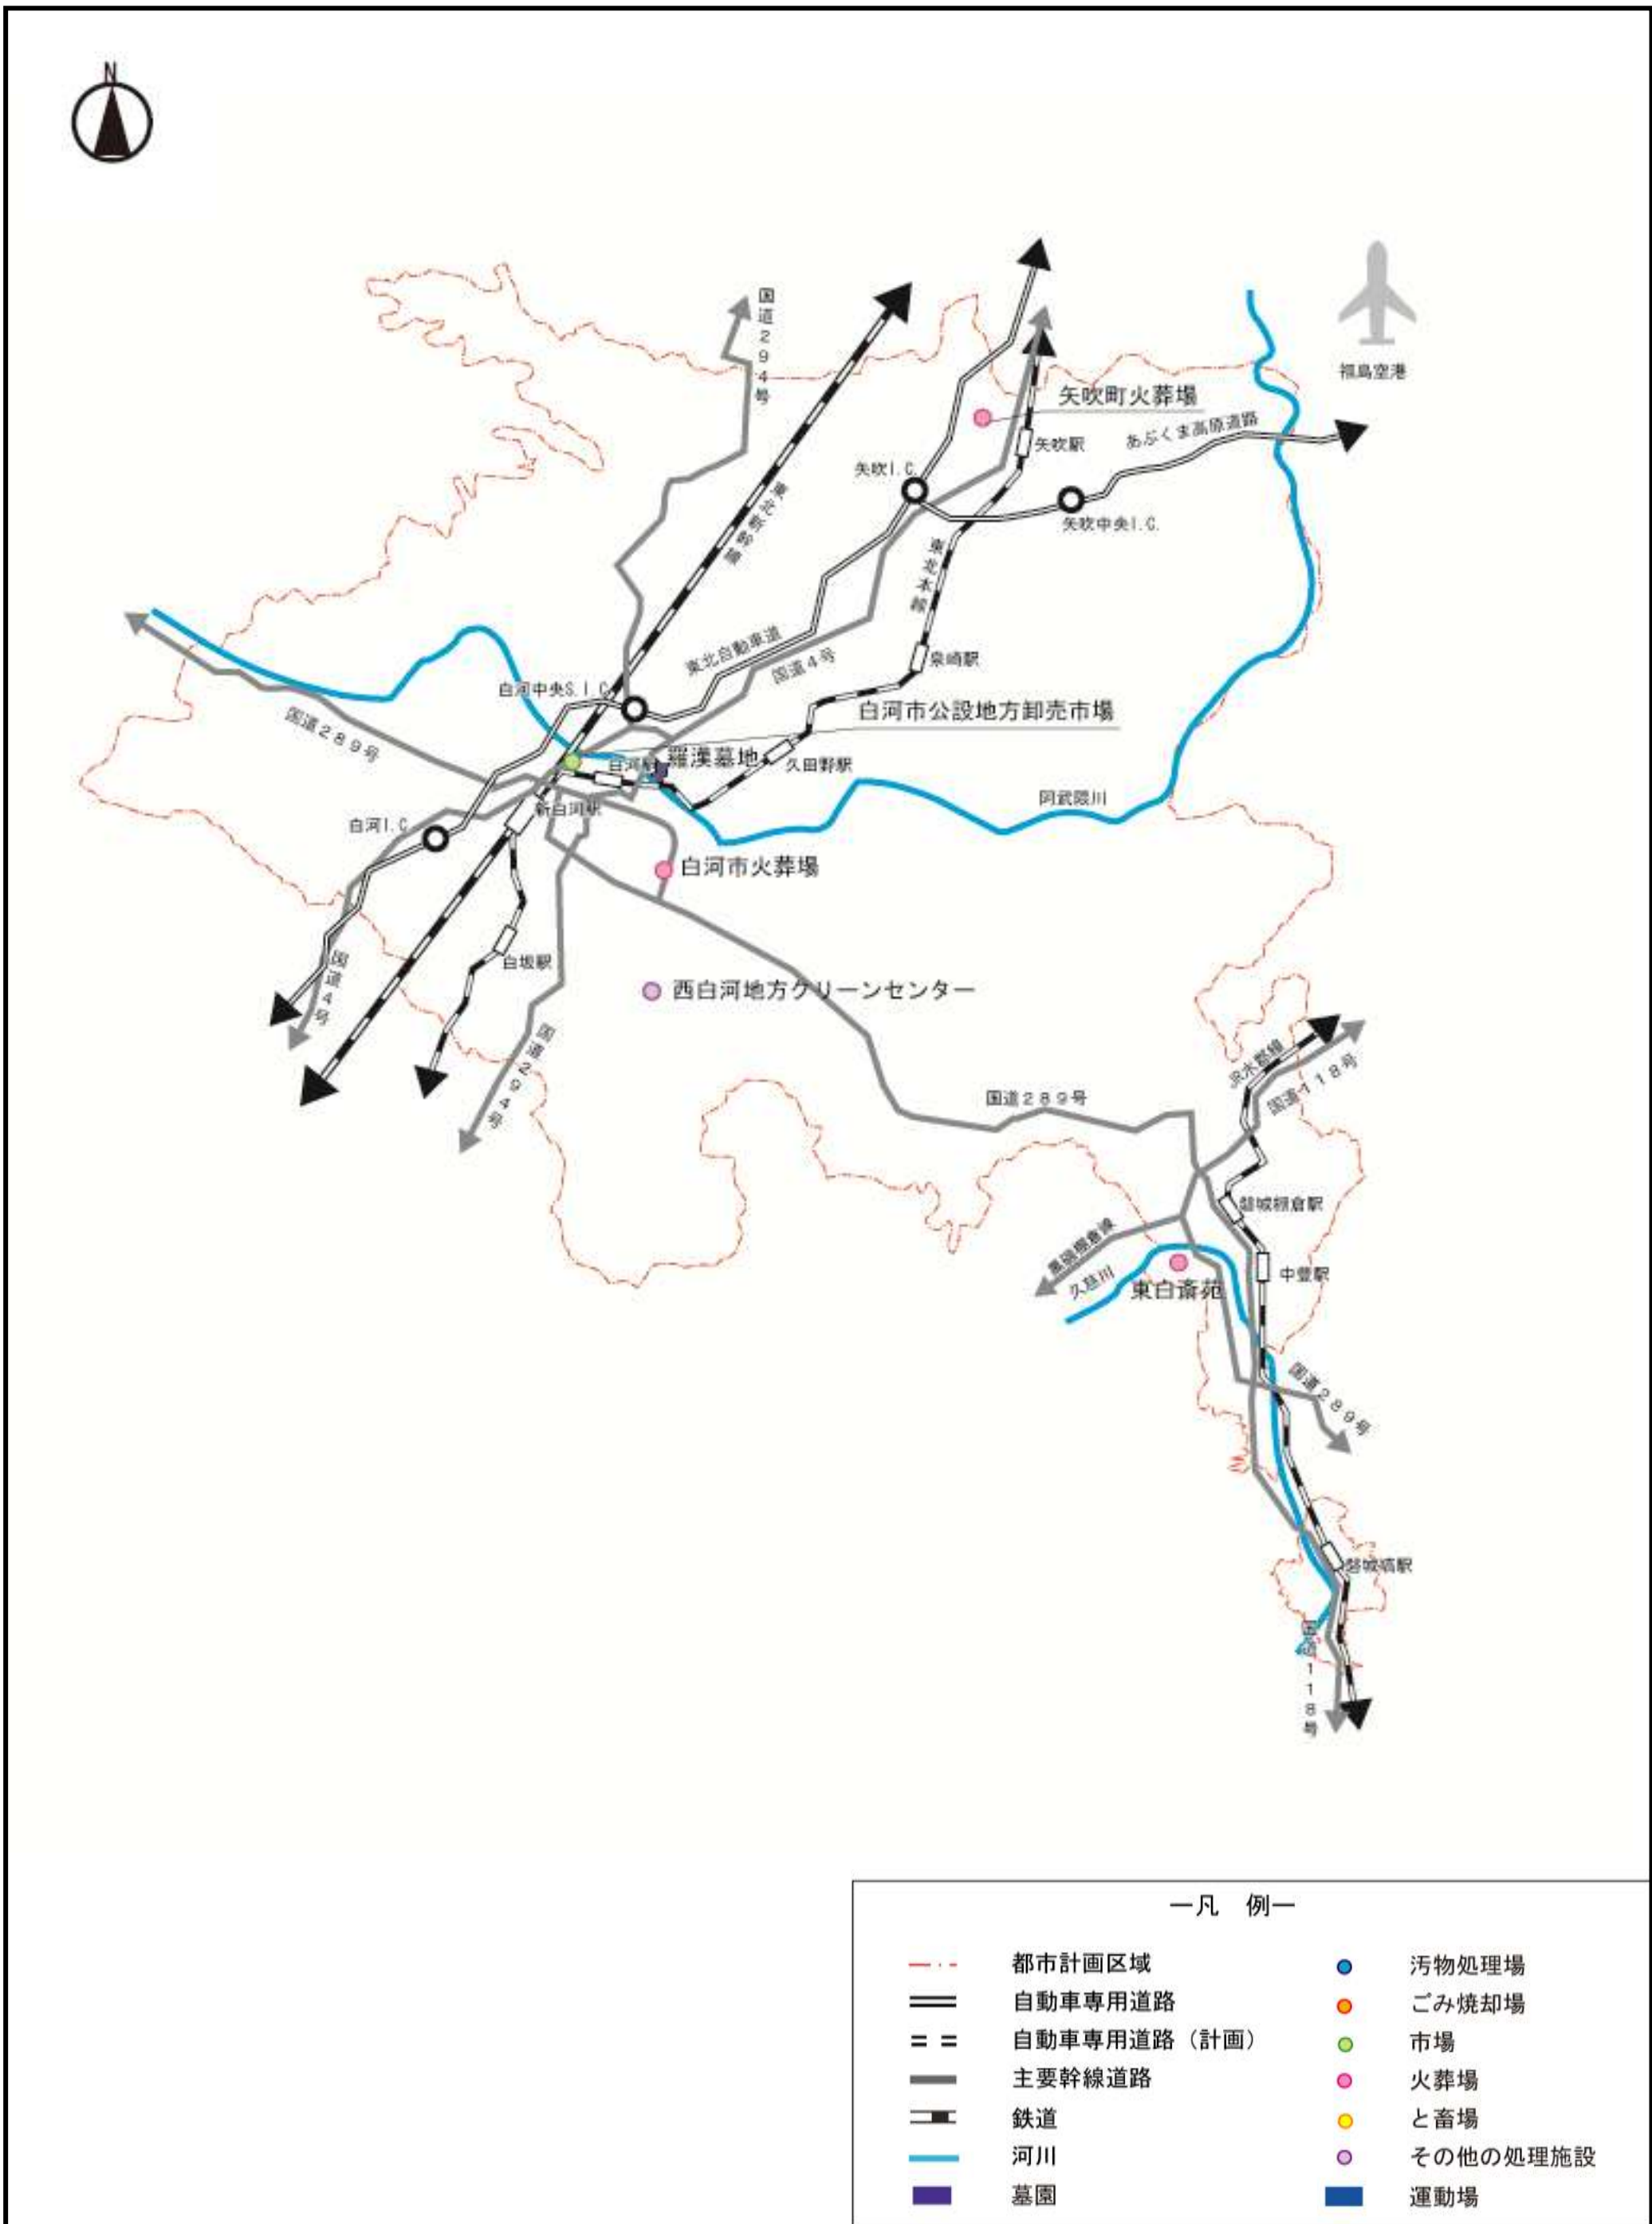 N
国道２９４号
福島空港
矢吹町火葬場
あぶくま高原道路
矢吹駅
矢吹I.C.
矢吹中央I.C.
東北新幹線
東北本線
東北自動車道
国道４号
泉崎駅
白河中央S.I.C
国道２８９号
白河市公設地方卸売市場
白河駅
羅漢墓地
久田野駅
阿武隈川
新白河駅
白河I.C
白河市火葬場
国道４号
白坂駅
西白河地方クリーンセンター
国道２９４号
国道２８９号
JR水郡線
国道１１８号
磐城棚倉駅
黒磯棚倉線
久慈川
東白斎苑
中豊駅
国道２８９号
磐城塙駅
国道１１８号
―凡　例―
都市計画区域
自動車専用道路
自動車専用道路（計画）
主要幹線道路
鉄道
河川
墓園
汚物処理場
ごみ焼却場
市場
火葬場
と畜場
その他の処理施設
運動場